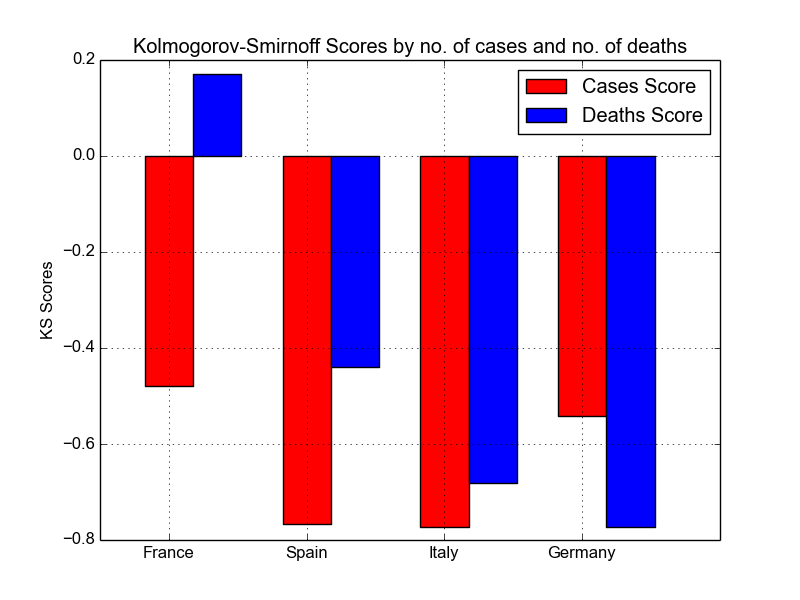 Kolmogorov-Smirnoff Scores by no. of cases and no. of deaths
0.2
Cases Score
Deaths Score
0.0
−0.2
KS Scores
−0.4
−0.6
−0.8
France
Spain
Italy
Germany